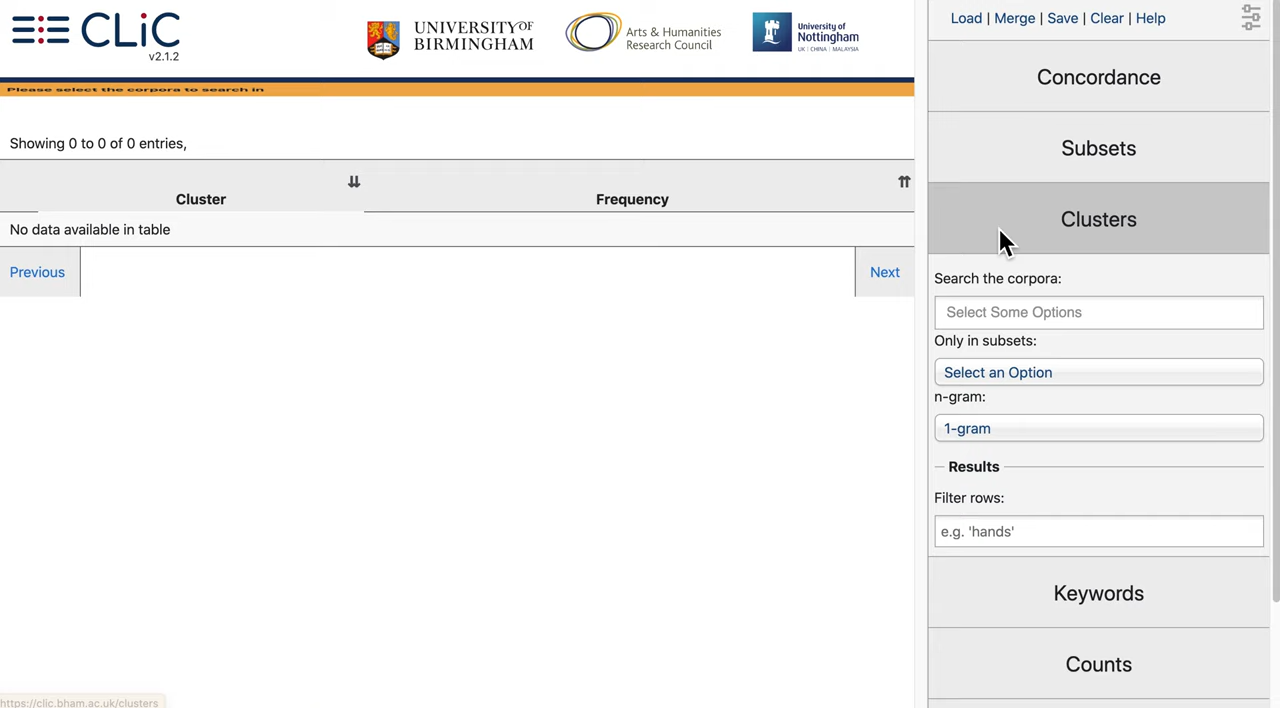 CLiC
v2.1.2
UNIVERSITY OF
BIRMINGHAM
Arts & Humanities
Research Council
University of
Nottingham
UK | CHINA | MALAYSIA
Please select the corpora to search in
Showing 0 to 0 of 0 entries,
Cluster
Frequency
No data available in table
Previous
Next
Load | Merge | Save | Clear | Help
Concordance
Subsets
Clusters
Search the corpora:
Select Some Options
Only in subsets:
Select an Option
n-gram:
1-gram
Results
Filter rows:
e.g. 'hands'
Keywords
Counts
https://clic.bham.ac.uk/clusters